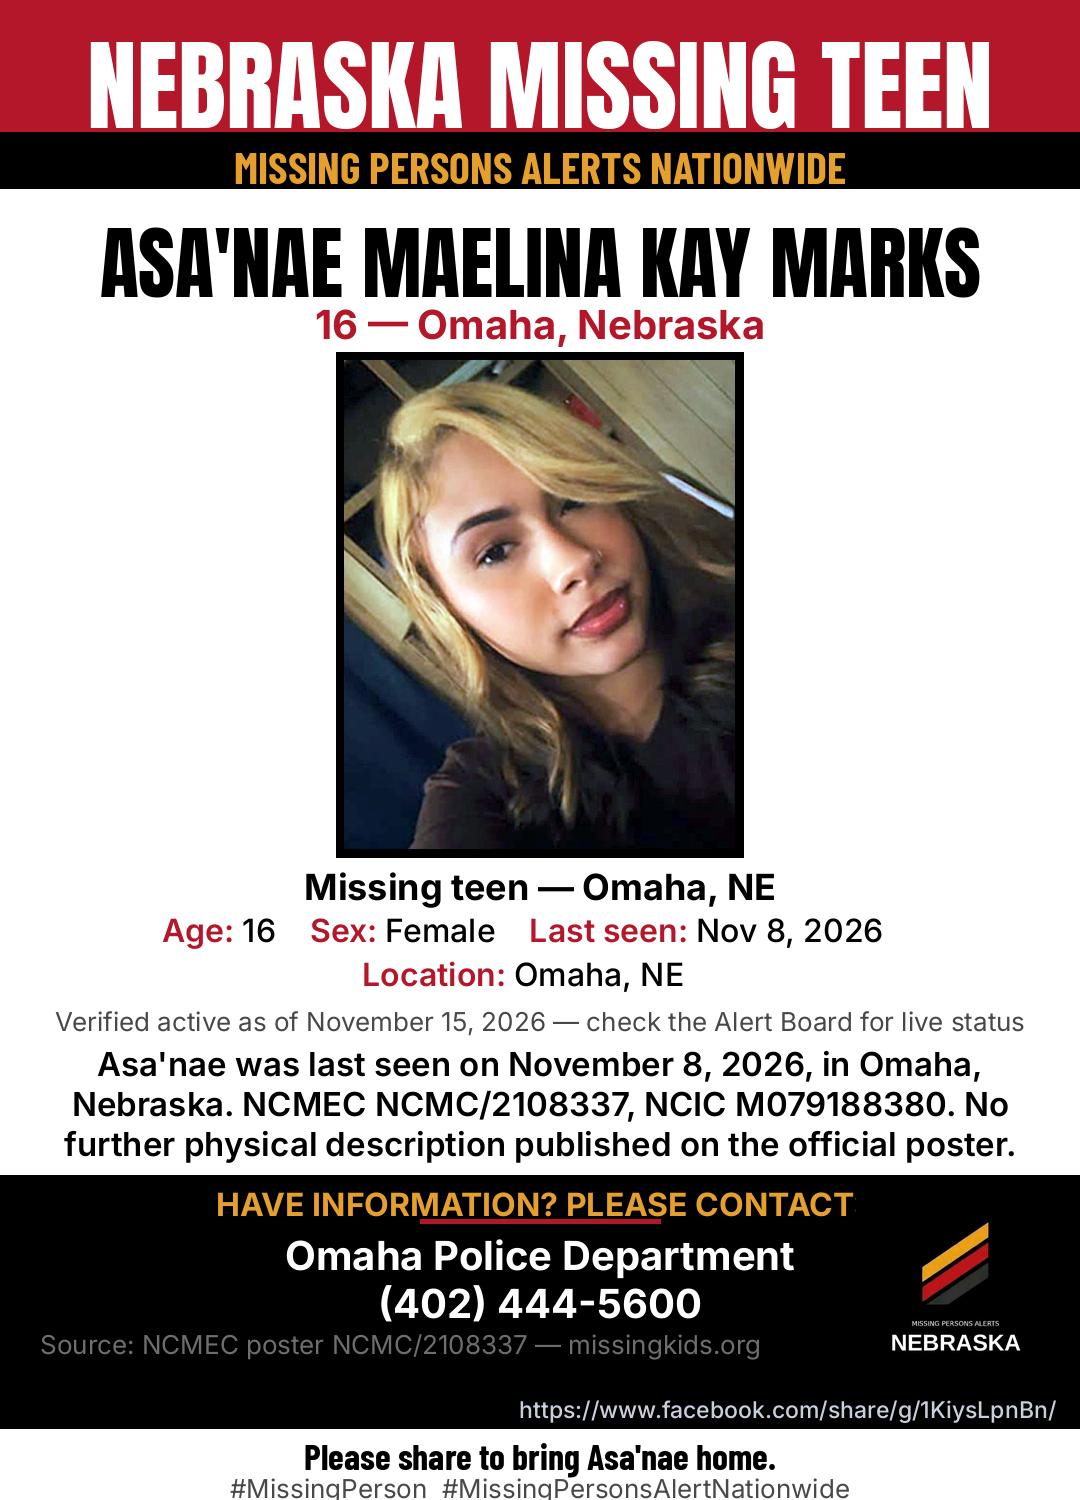 NEBRASKA MISSING TEEN
MISSING PERSONS ALERTS NATIONWIDE
ASA'NAE MAELINA KAY MARKS
16 — Omaha, Nebraska
Missing teen — Omaha, NE
Age: 16 Sex: Female Last seen: Nov 8, 2026
Location: Omaha, NE
Verified active as of November 15, 2026 — check the Alert Board for live status
Asa'nae was last seen on November 8, 2026, in Omaha,
Nebraska. NCMEC NCMC/2108337, NCIC M079188380. No
further physical description published on the official poster.
HAVE INFORMATION? PLEASE CONTACT:
Omaha Police Department
(402) 444-5600
Source: NCMEC poster NCMC/2108337 — missingkids.org
MISSING PERSONS ALERTS
NEBRASKA
https://www.facebook.com/share/g/1KiysLpnBn/
Please share to bring Asa'nae home.
#MissingPerson #MissingPersonsAlertNationwide